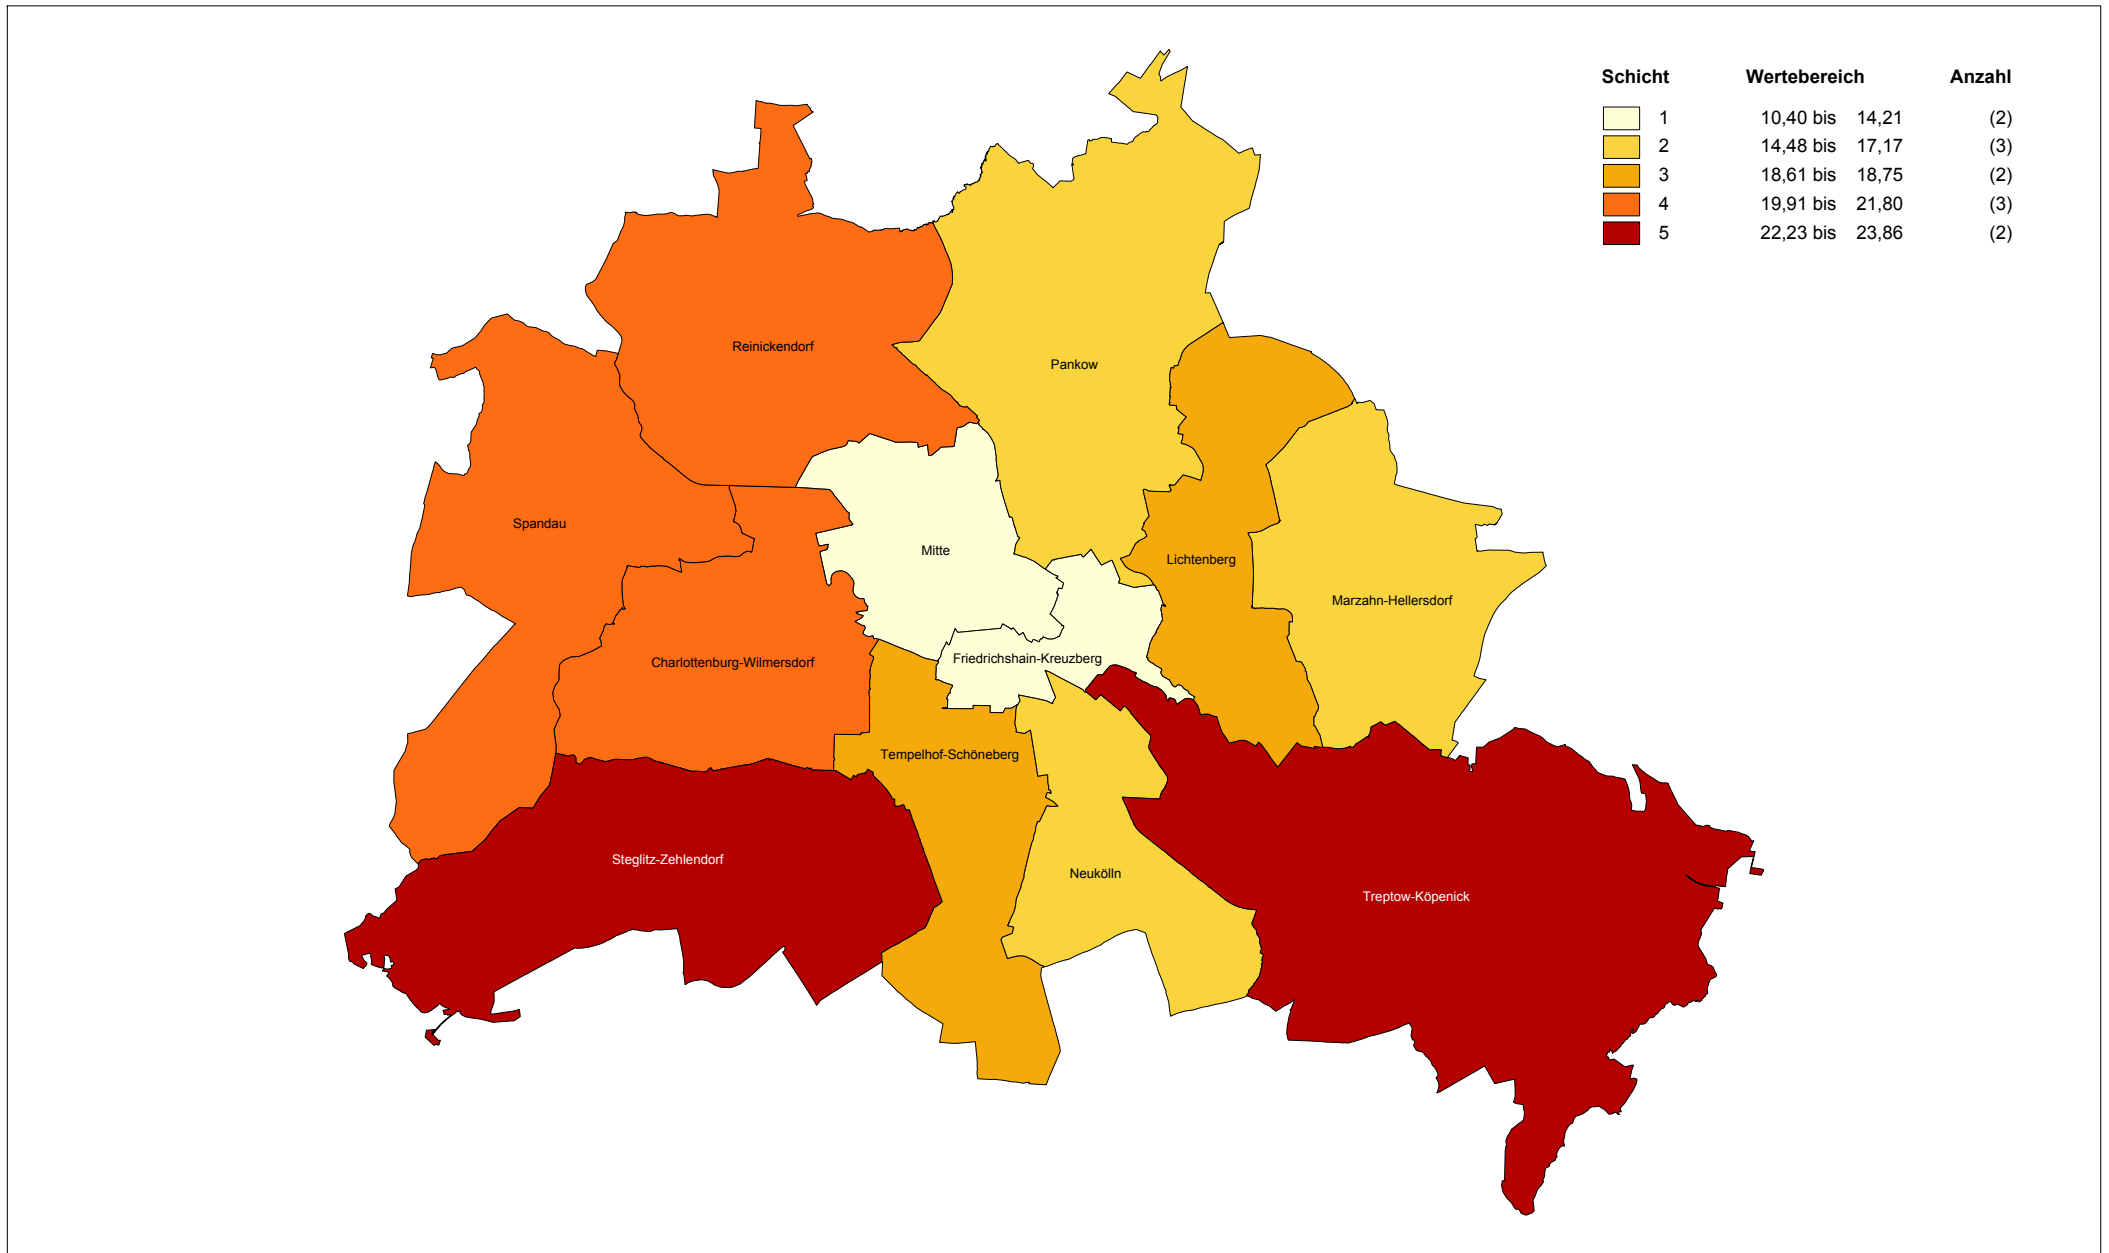 Schicht Wertebereich Anzahl
1 10,40 bis 14,21 (2)
2 14,48 bis 17,17 (3)
3 18,61 bis 18,75 (2)
4 19,91 bis 21,80 (3)
5 22,23 bis 23,86 (2)
Reinickendorf
Pankow
Spandau
Mitte
Lichtenberg
Marzahn-Hellersdorf
Charlottenburg-Wilmersdorf
Friedrichshain-Kreuzberg
Tempelhof-Schöneberg
Steglitz-Zehlendorf
Neukölln
Treptow-Köpenick